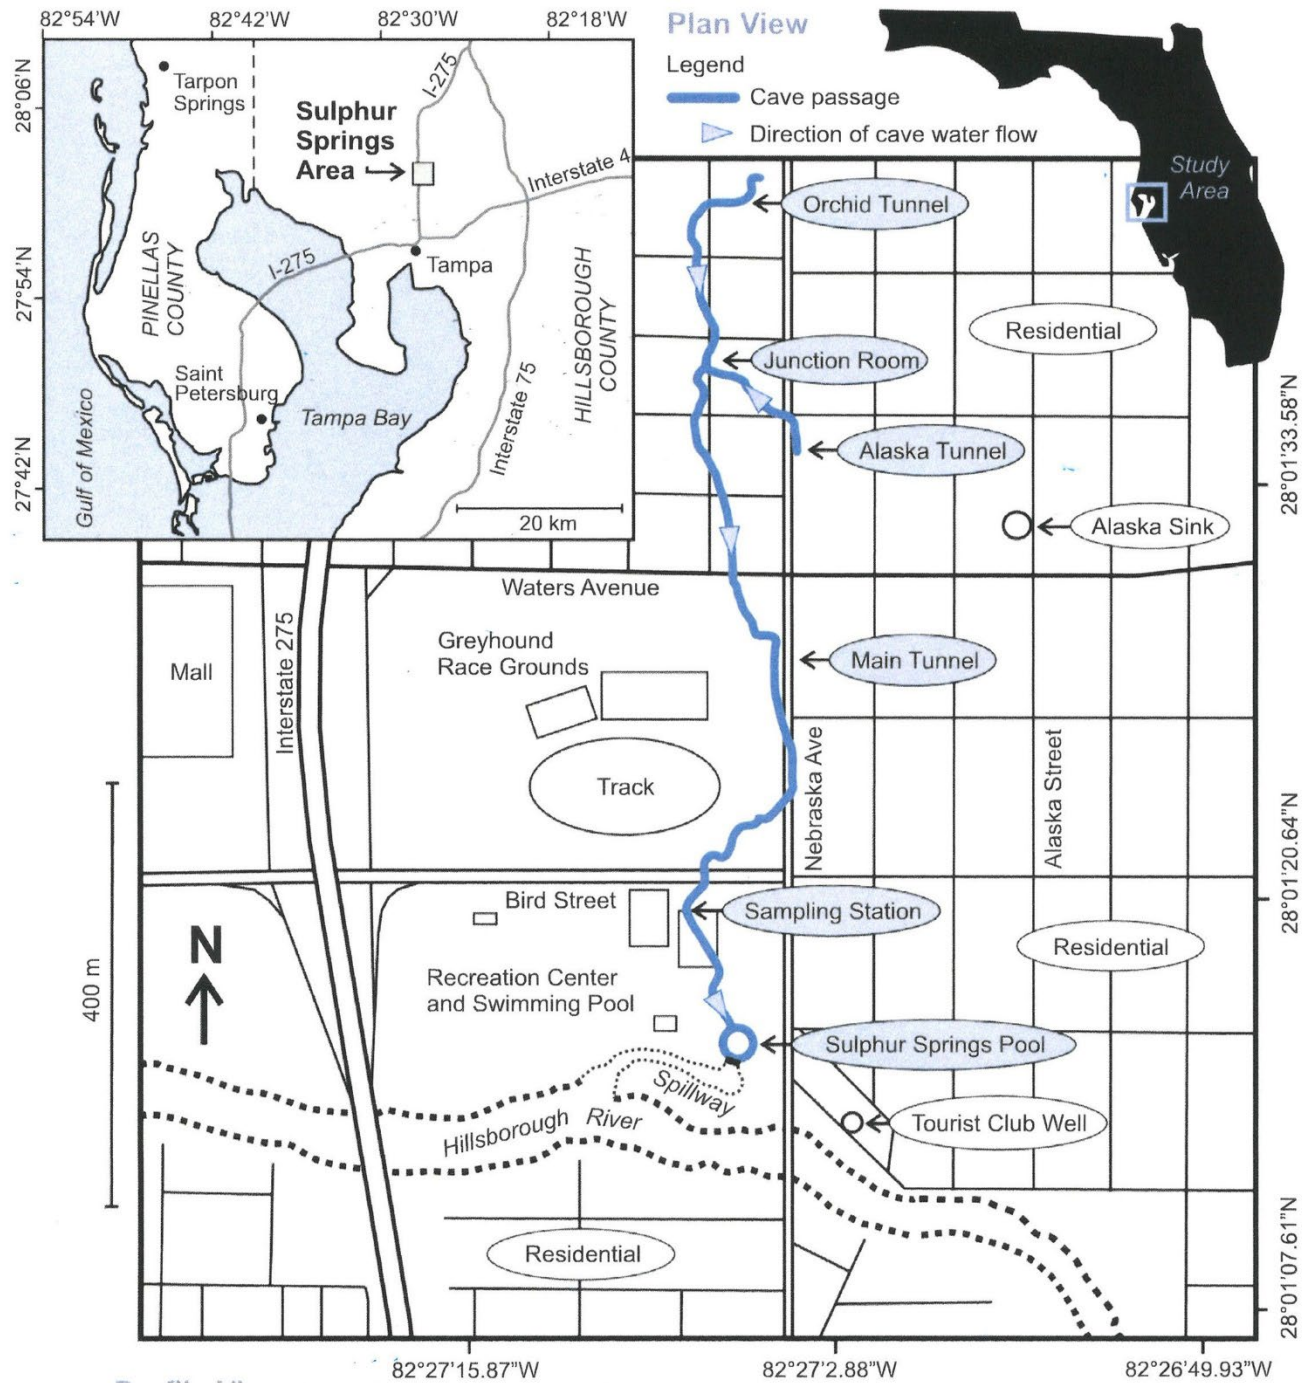 82°54'W
82°42'W
82°30'W
82°18'W
28°06'N
27°54'N
27°42'N
Tarpon
Springs
Sulphur
Springs
Area
I-275
Interstate 4
I-275
Tampa
PINELLAS
COUNTY
HILLSBOROUGH
COUNTY
Saint
Petersburg
Tampa Bay
Interstate 75
Gulf of Mexico
20 km
Plan View
Legend
Cave passage
Direction of cave water flow
Study
Area
Orchid Tunnel
Residential
Junction Room
Alaska Tunnel
Alaska Sink
28°01'33.58"N
Waters Avenue
Greyhound
Race Grounds
Mall
Interstate 275
Main Tunnel
Track
Nebraska Ave
Alaska Street
28°01'20.64"N
Bird Street
Sampling Station
N
Residential
Recreation Center
and Swimming Pool
400 m
Sulphur Springs Pool
Spillway
Hillsborough River
Tourist Club Well
Residential
28°01'07.61"N
82°27'15.87"W
82°27'2.88"W
82°26'49.93"W